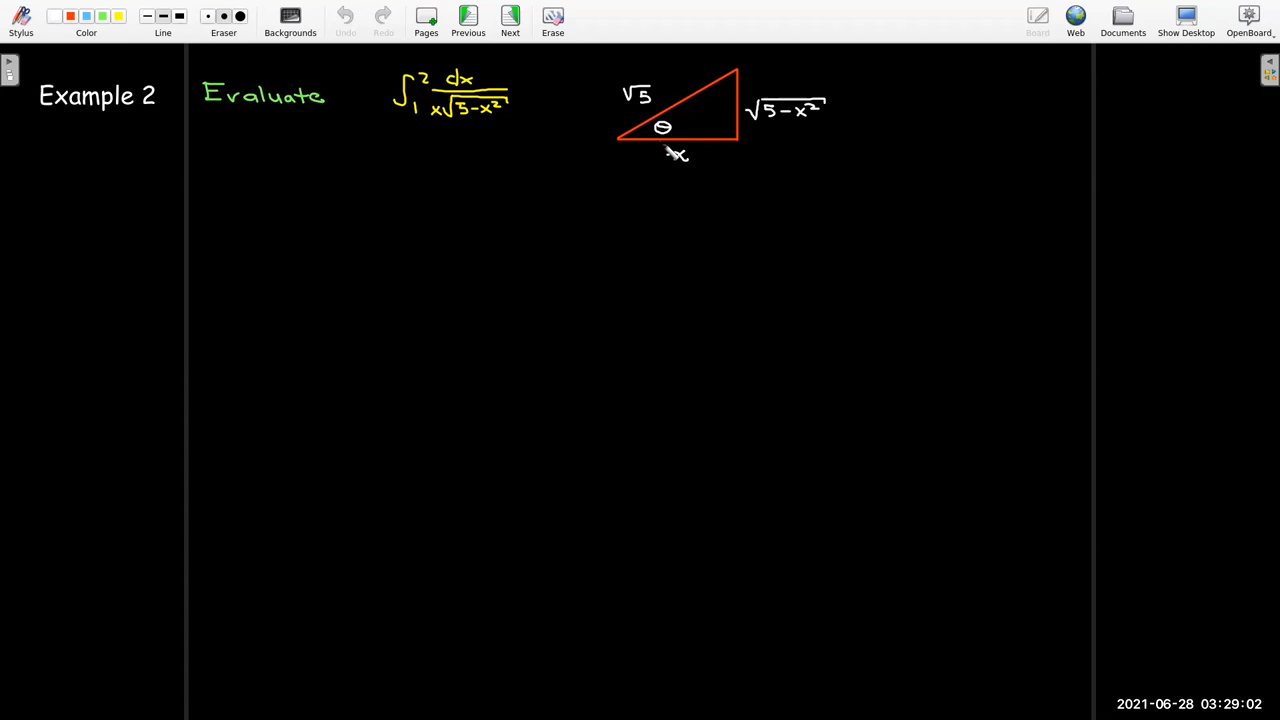 Stylus Color Line Eraser Backgrounds Undo Redo Pages Previous Next Erase Board Web Documents Show Desktop OpenBoard
Example 2 Evaluate ∫₁² dx/(x√(5-x²)) √5 θ √(5-x²)
x
2021-06-28 03:29:02